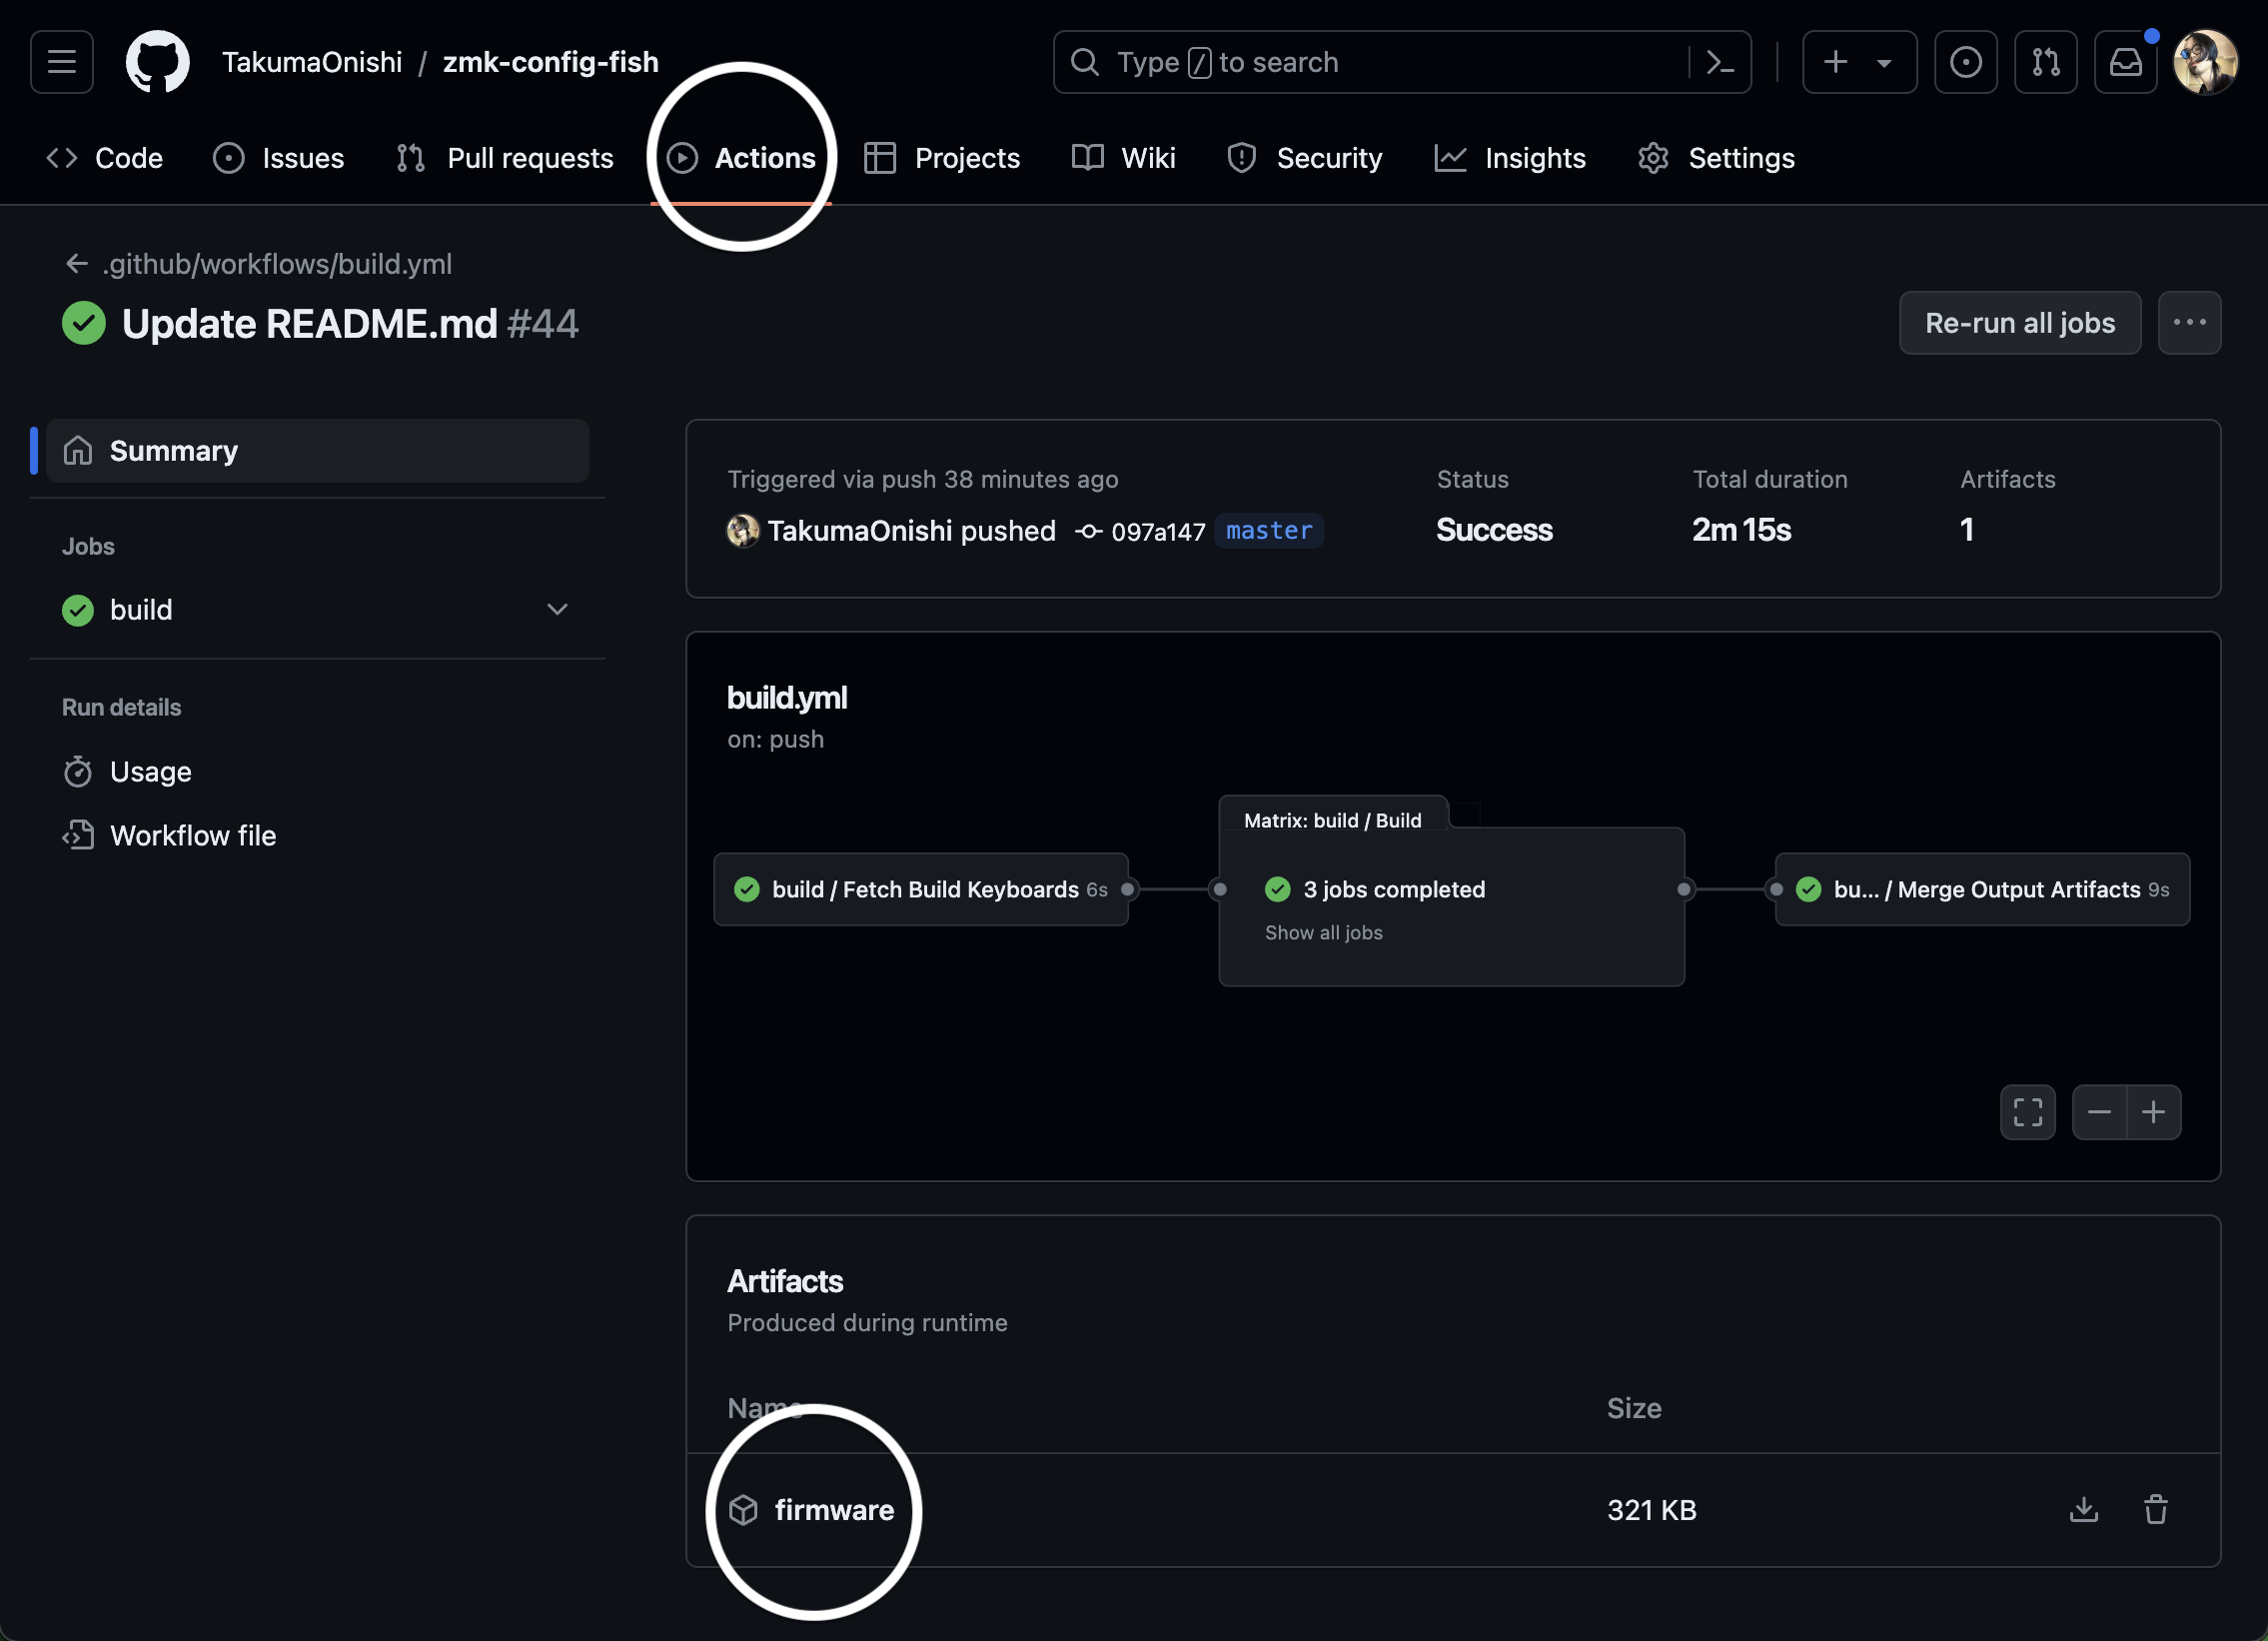 TakumaOnishi / zmk-config-fish
Type / to search
Code
Issues
Pull requests
Actions
Projects
Wiki
Security
Insights
Settings
.github/workflows/build.yml
Update README.md #44
Re-run all jobs
Summary
Jobs
build
Run details
Usage
Workflow file
Triggered via push 38 minutes ago
TakumaOnishi pushed 097a147 master
Status
Success
Total duration
2m 15s
Artifacts
1
build.yml
on: push
build / Fetch Build Keyboards 6s
Matrix: build / Build
3 jobs completed
Show all jobs
bu... / Merge Output Artifacts 9s
Artifacts
Produced during runtime
Name
Size
firmware
321 KB